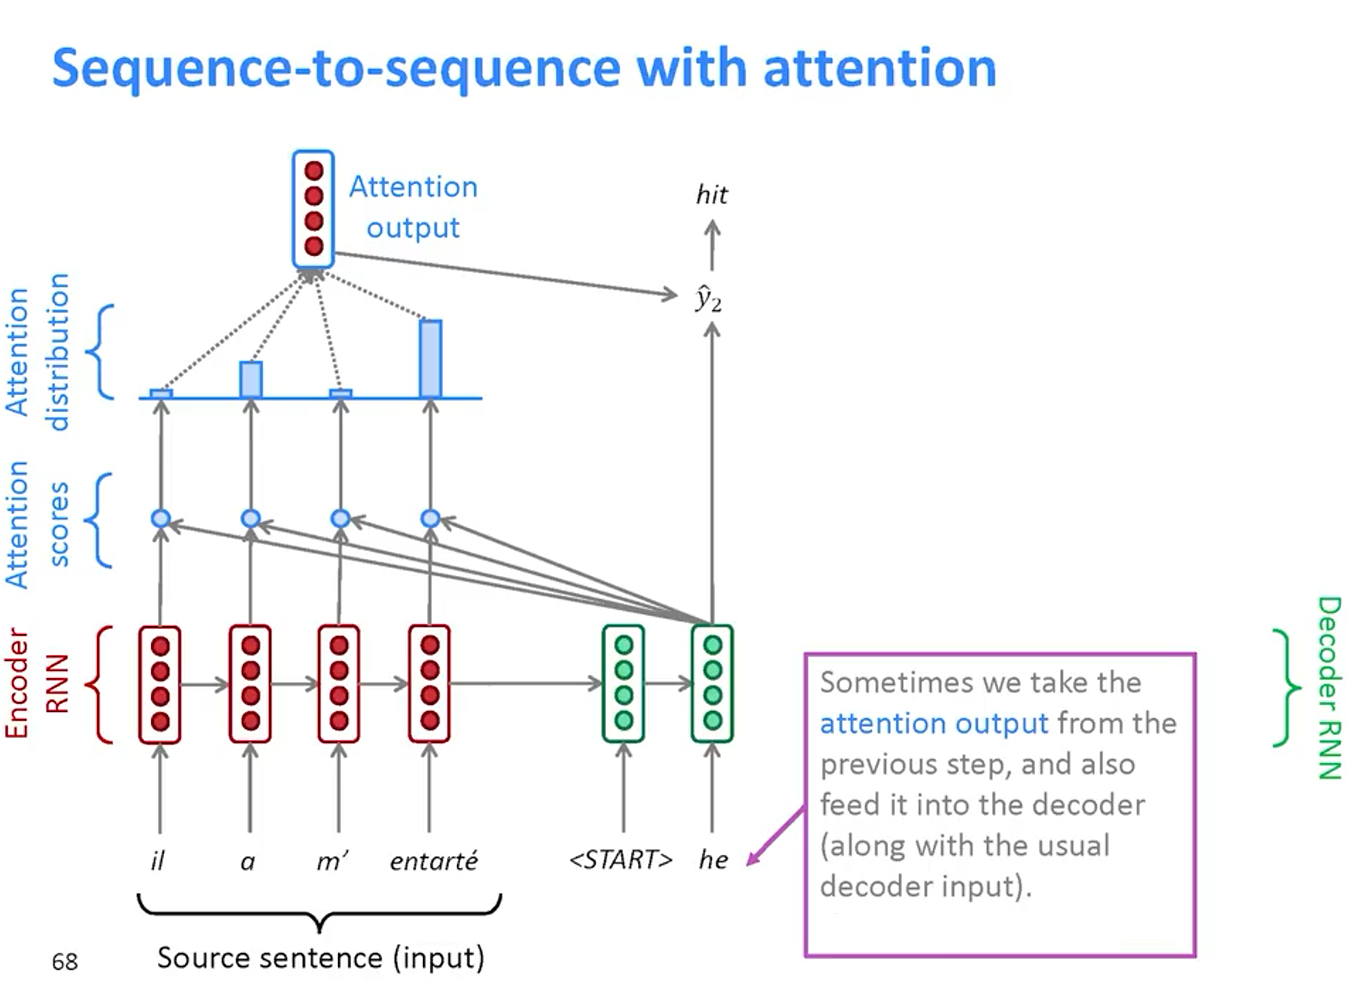 Sequence-to-sequence with attention
Attention
output
hit
ŷ₂
Attention
distribution
Attention
scores
Encoder
RNN
Decoder RNN
Sometimes we take the
attention output from the
previous step, and also
feed it into the decoder
(along with the usual
decoder input).
il a m’ entarté <START> he
Source sentence (input)
68